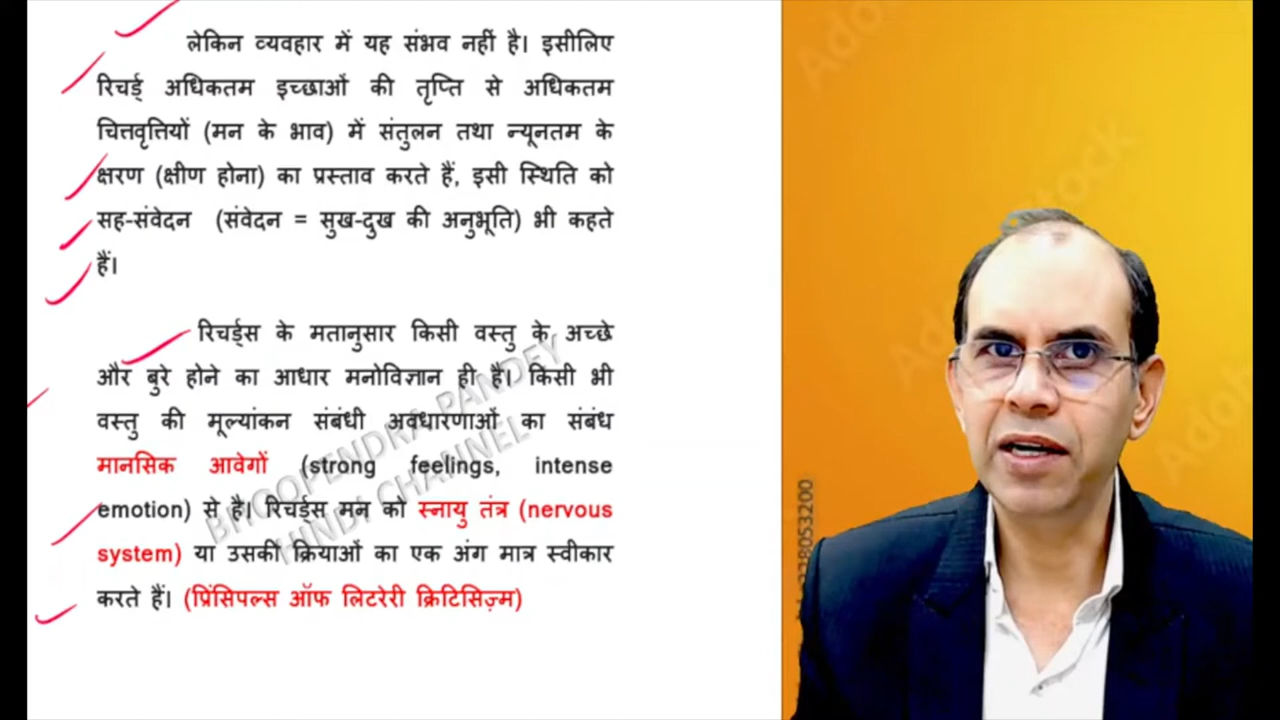 लेकिन व्यवहार में यह संभव नहीं है। इसीलिए
रिचर्ड् अधिकतम इच्छाओं की तृप्ति से अधिकतम
चित्तवृत्तियों (मन के भाव) में संतुलन तथा न्यूनतम के
क्षरण (क्षीण होना) का प्रस्ताव करते हैं, इसी स्थिति को
सह-संवेदन (संवेदन = सुख-दुख की अनुभूति) भी कहते
हैं।
रिचर्ड्स के मतानुसार किसी वस्तु के अच्छे
और बुरे होने का आधार मनोविज्ञान ही है। किसी भी
वस्तु की मूल्यांकन संबंधी अवधारणाओं का संबंध
मानसिक आवेगों (strong feelings, intense
emotion) से है। रिचर्ड्स मन को स्नायु तंत्र (nervous
system) या उसकी क्रियाओं का एक अंग मात्र स्वीकार
करते हैं। (प्रिंसिपल्स ऑफ लिटरेरी क्रिटिसिज़्म)
BHOOPENDRA PANDEY
HINDI CHANNEL